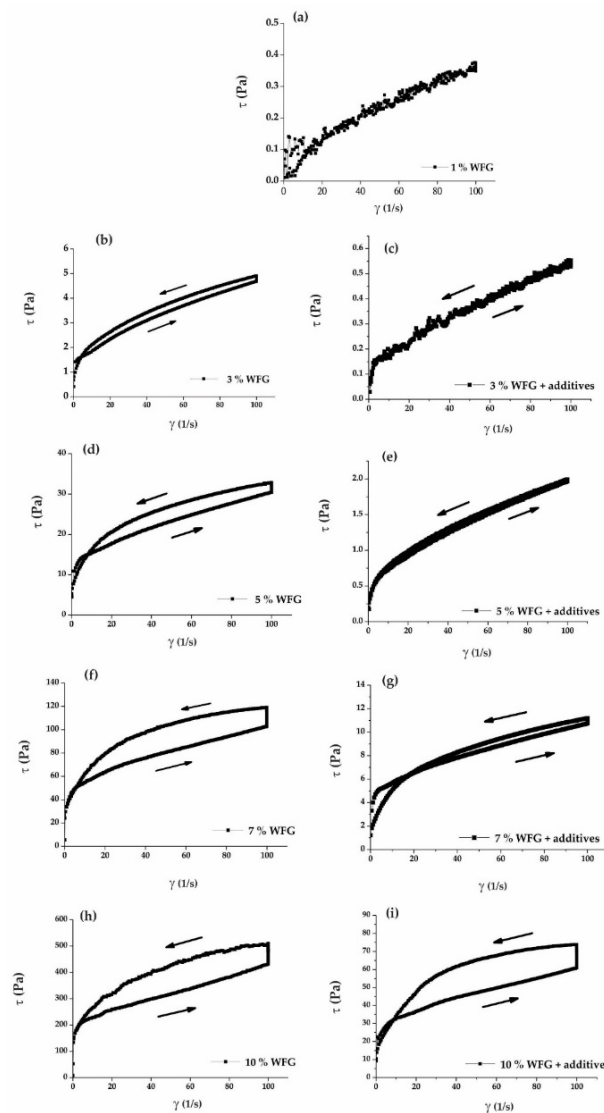 (a)
0.5
0.4
0.3
0.2
0.1
0.0
τ (Pa)
1 % WFG
0 20 40 60 80 100
γ (1/s)
(b)
6
5
4
3
2
1
0
τ (Pa)
3 % WFG
0 20 40 60 80 100
γ (1/s)
(c)
0.6
0.5
0.4
0.3
0.2
0.1
0.0
τ (Pa)
3 % WFG + additives
0 20 40 60 80 100
γ (1/s)
(d)
40
30
20
10
0
τ (Pa)
5 % WFG
0 20 40 60 80 100
γ (1/s)
(e)
2.0
1.5
1.0
0.5
0.0
τ (Pa)
5 % WFG + additives
0 20 40 60 80 100
γ (1/s)
(f)
140
120
100
80
60
40
20
0
τ (Pa)
7 % WFG
0 20 40 60 80 100
γ (1/s)
(g)
14
12
10
8
6
4
2
0
τ (Pa)
7 % WFG + additives
0 20 40 60 80 100
γ (1/s)
(h)
600
500
400
300
200
100
0
τ (Pa)
10 % WFG
0 20 40 60 80 100
γ (1/s)
(i)
90
80
70
60
50
40
30
20
10
0
τ (Pa)
10 % WFG + additives
0 20 40 60 80 100
γ (1/s)